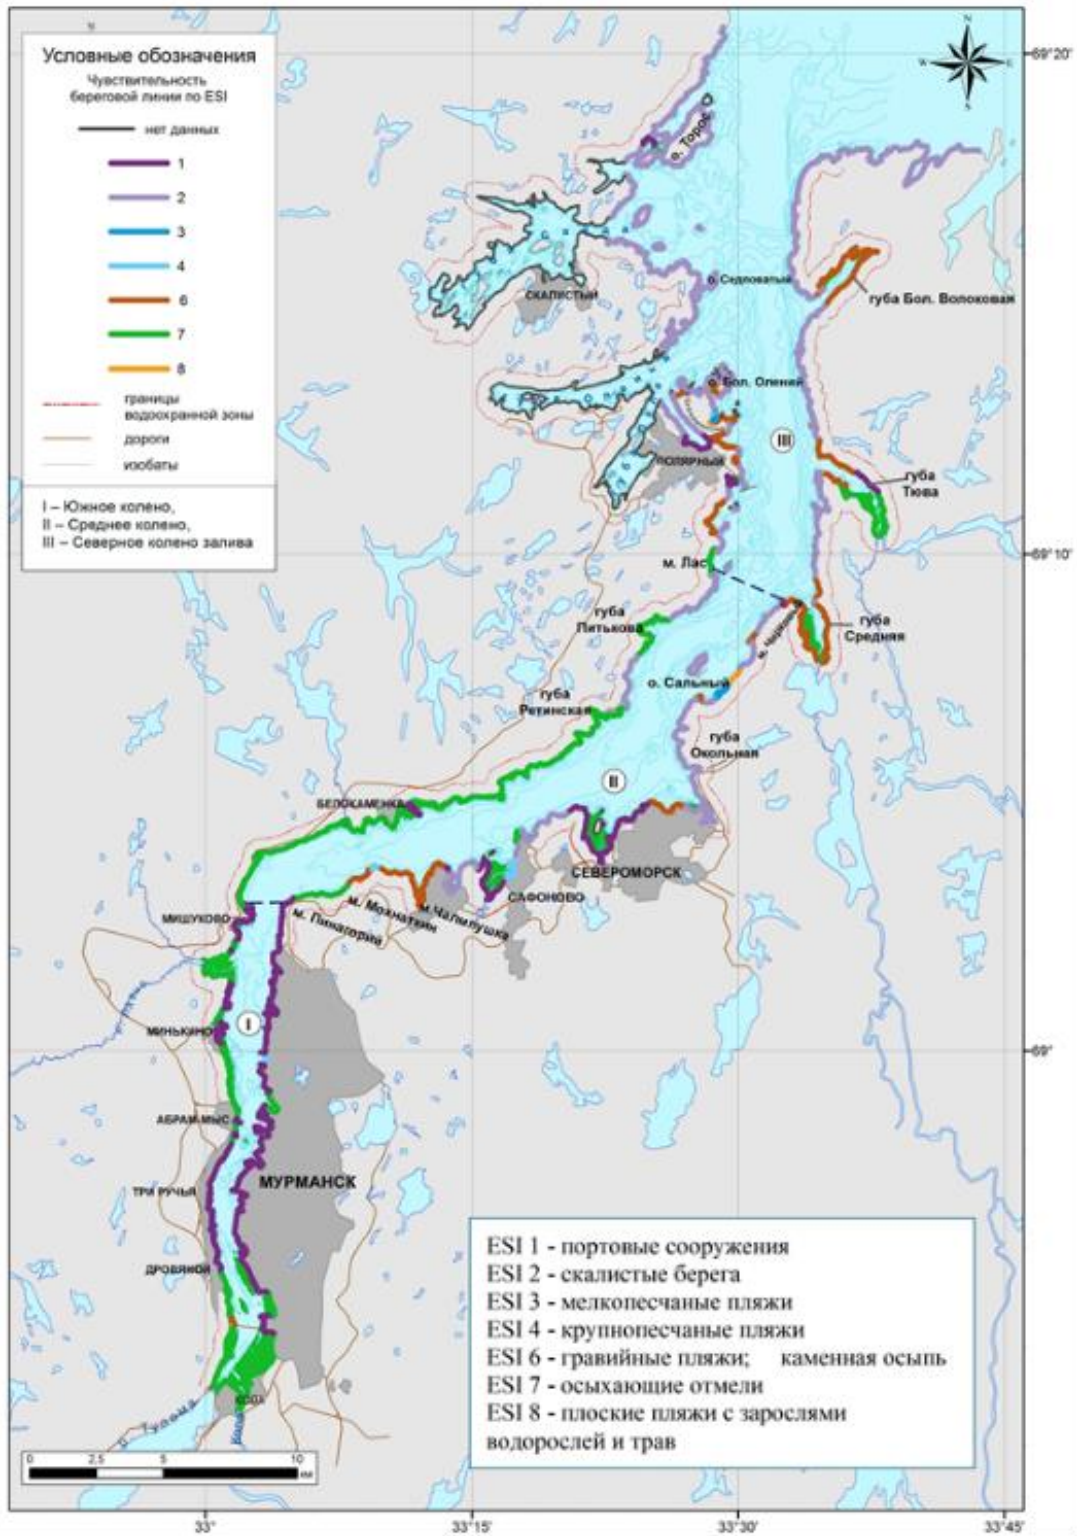 Условные обозначения
Чувствительность
береговой линии по ESI
нет данных
1
2
3
4
6
7
8
границы
водоохранной зоны
дороги
изобаты
I – Южное колено,
II – Среднее колено,
III – Северное колено залива
N
W
E
S
69°20'
69°10'
69°
о. Торос
СКАЛИСТЫЙ
о. Седловатый
губа Бол. Волоковая
о. Бол. Олений
III
ПОЛЯРНЫЙ
губа
Тюва
м. Лас
губа
Питькова
м. Чирковый
губа
Средняя
о. Сальный
губа
Ретинская
губа
Окольная
II
БЕЛОКАМЕНКА
СЕВЕРОМОРСК
САФОНОВО
МИШУКОВО
м. Пинагорий
м. Мохнаткин
м.Чалпушка
I
МИНЬКИНО
АБРАМ-МЫС
МУРМАНСК
ТРИ РУЧЬЯ
ДРОВЯНОЙ
КОЛА
р. Тулома
Кола
ESI 1 - портовые сооружения
ESI 2 - скалистые берега
ESI 3 - мелкопесчаные пляжи
ESI 4 - крупнопесчаные пляжи
ESI 6 - гравийные пляжи; каменная осыпь
ESI 7 - осыхающие отмели
ESI 8 - плоские пляжи с зарослями
водорослей и трав
0 2,5 5 10
км
33° 33°15' 33°30' 33°45'